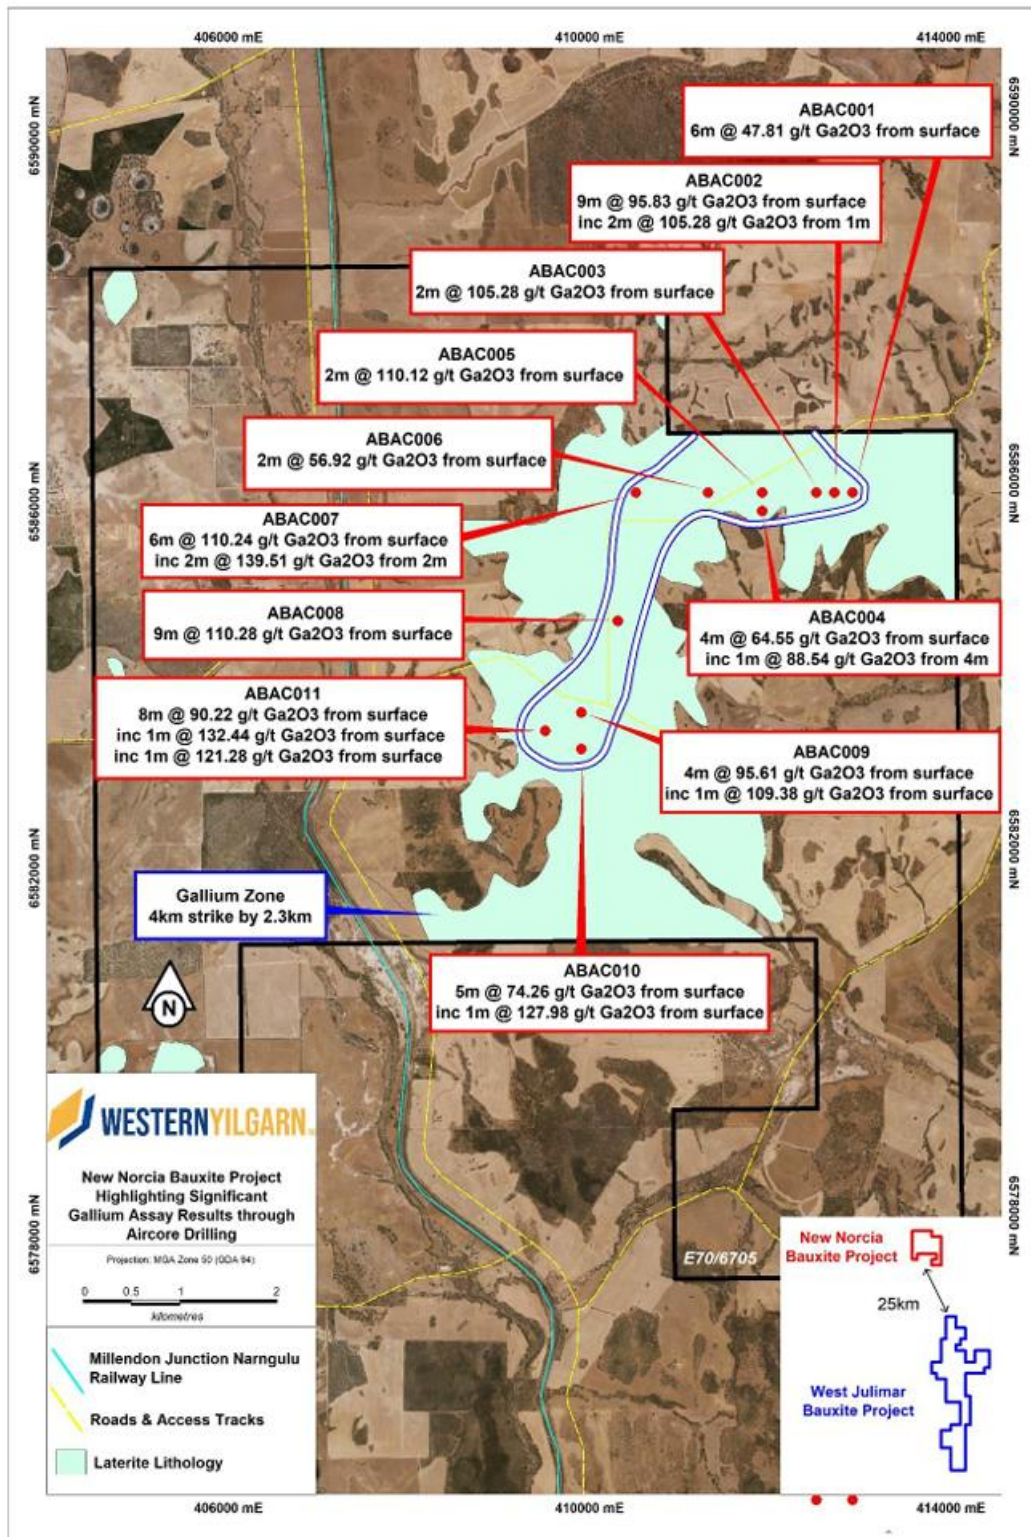 406000 mE
410000 mE
414000 mE
6590000 mN
6590000 mN
ABAC001
6m @ 47.81 g/t Ga2O3 from surface
ABAC002
9m @ 95.83 g/t Ga2O3 from surface
inc 2m @ 105.28 g/t Ga2O3 from 1m
ABAC003
2m @ 105.28 g/t Ga2O3 from surface
ABAC005
2m @ 110.12 g/t Ga2O3 from surface
ABAC006
2m @ 56.92 g/t Ga2O3 from surface
6586000 mN
6586000 mN
ABAC007
6m @ 110.24 g/t Ga2O3 from surface
inc 2m @ 139.51 g/t Ga2O3 from 2m
ABAC008
9m @ 110.28 g/t Ga2O3 from surface
ABAC004
4m @ 64.55 g/t Ga2O3 from surface
inc 1m @ 88.54 g/t Ga2O3 from 4m
ABAC011
8m @ 90.22 g/t Ga2O3 from surface
inc 1m @ 132.44 g/t Ga2O3 from surface
inc 1m @ 121.28 g/t Ga2O3 from surface
ABAC009
4m @ 95.61 g/t Ga2O3 from surface
inc 1m @ 109.38 g/t Ga2O3 from surface
6582000 mN
6582000 mN
Gallium Zone
4km strike by 2.3km
ABAC010
5m @ 74.26 g/t Ga2O3 from surface
inc 1m @ 127.98 g/t Ga2O3 from surface
N
WESTERNYILGARN
New Norcia Bauxite Project
Highlighting Significant
Gallium Assay Results through
Aircore Drilling
Projection: MGA Zone 50 (GDA 94)
0 0.5 1 2
kilometres
6578000 mN
6578000 mN
E70/6705
New Norcia
Bauxite Project
25km
West Julimar
Bauxite Project
Millendon Junction Narngulu
Railway Line
Roads & Access Tracks
Laterite Lithology
406000 mE
410000 mE
414000 mE